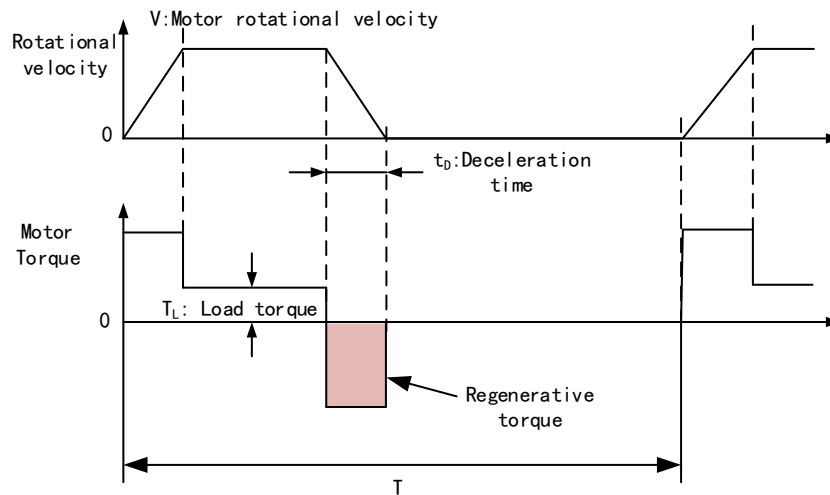 V:Motor rotational velocity
Rotational
velocity
0
tD:Deceleration
time
Motor
Torque
TL: Load torque
0
Regenerative
torque
T